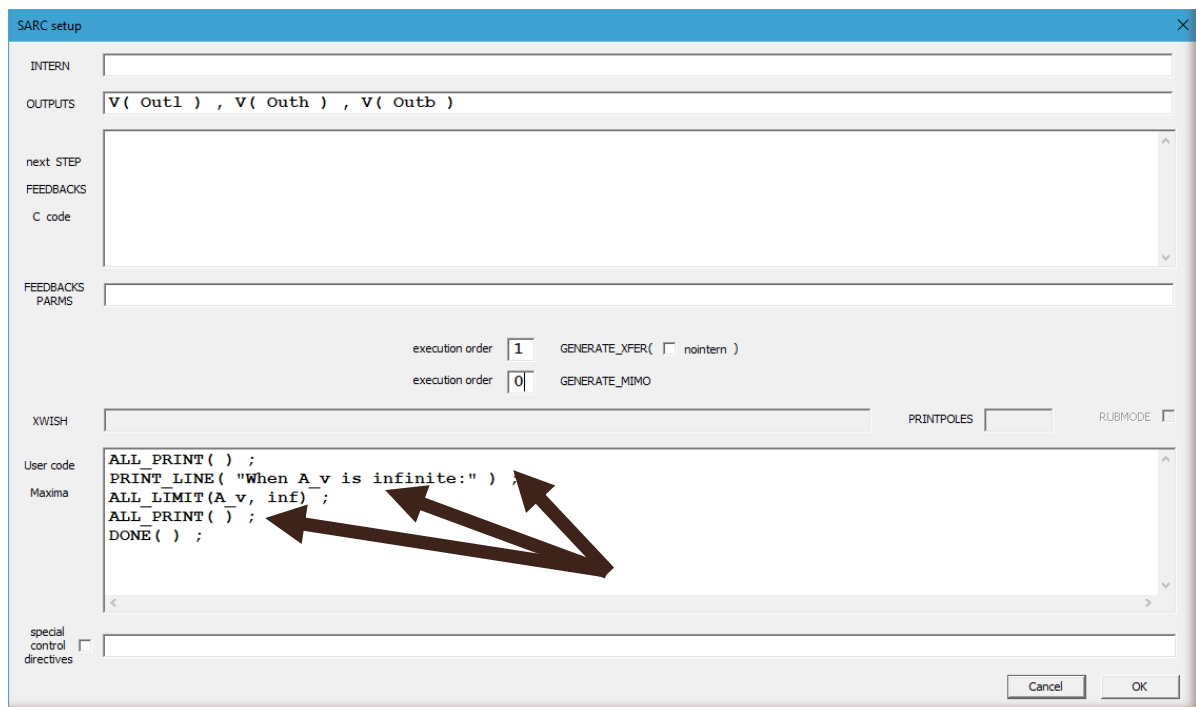 SARC setup
INTERN
OUTPUTS V( Outl ) , V( Outh ) , V( Outb )
next STEP
FEEDBACKS
C code
FEEDBACKS
PARMS
execution order 1 GENERATE_XFER( nointern )
execution order 0 GENERATE_MIMO
XWISH PRINTPOLES RUBMODE
User code
Maxima
ALL_PRINT( ) ;
PRINT_LINE( "When A_v is infinite:" ) ;
ALL_LIMIT(A_v, inf) ;
ALL_PRINT( ) ;
DONE( ) ;
special
control
directives
Cancel OK